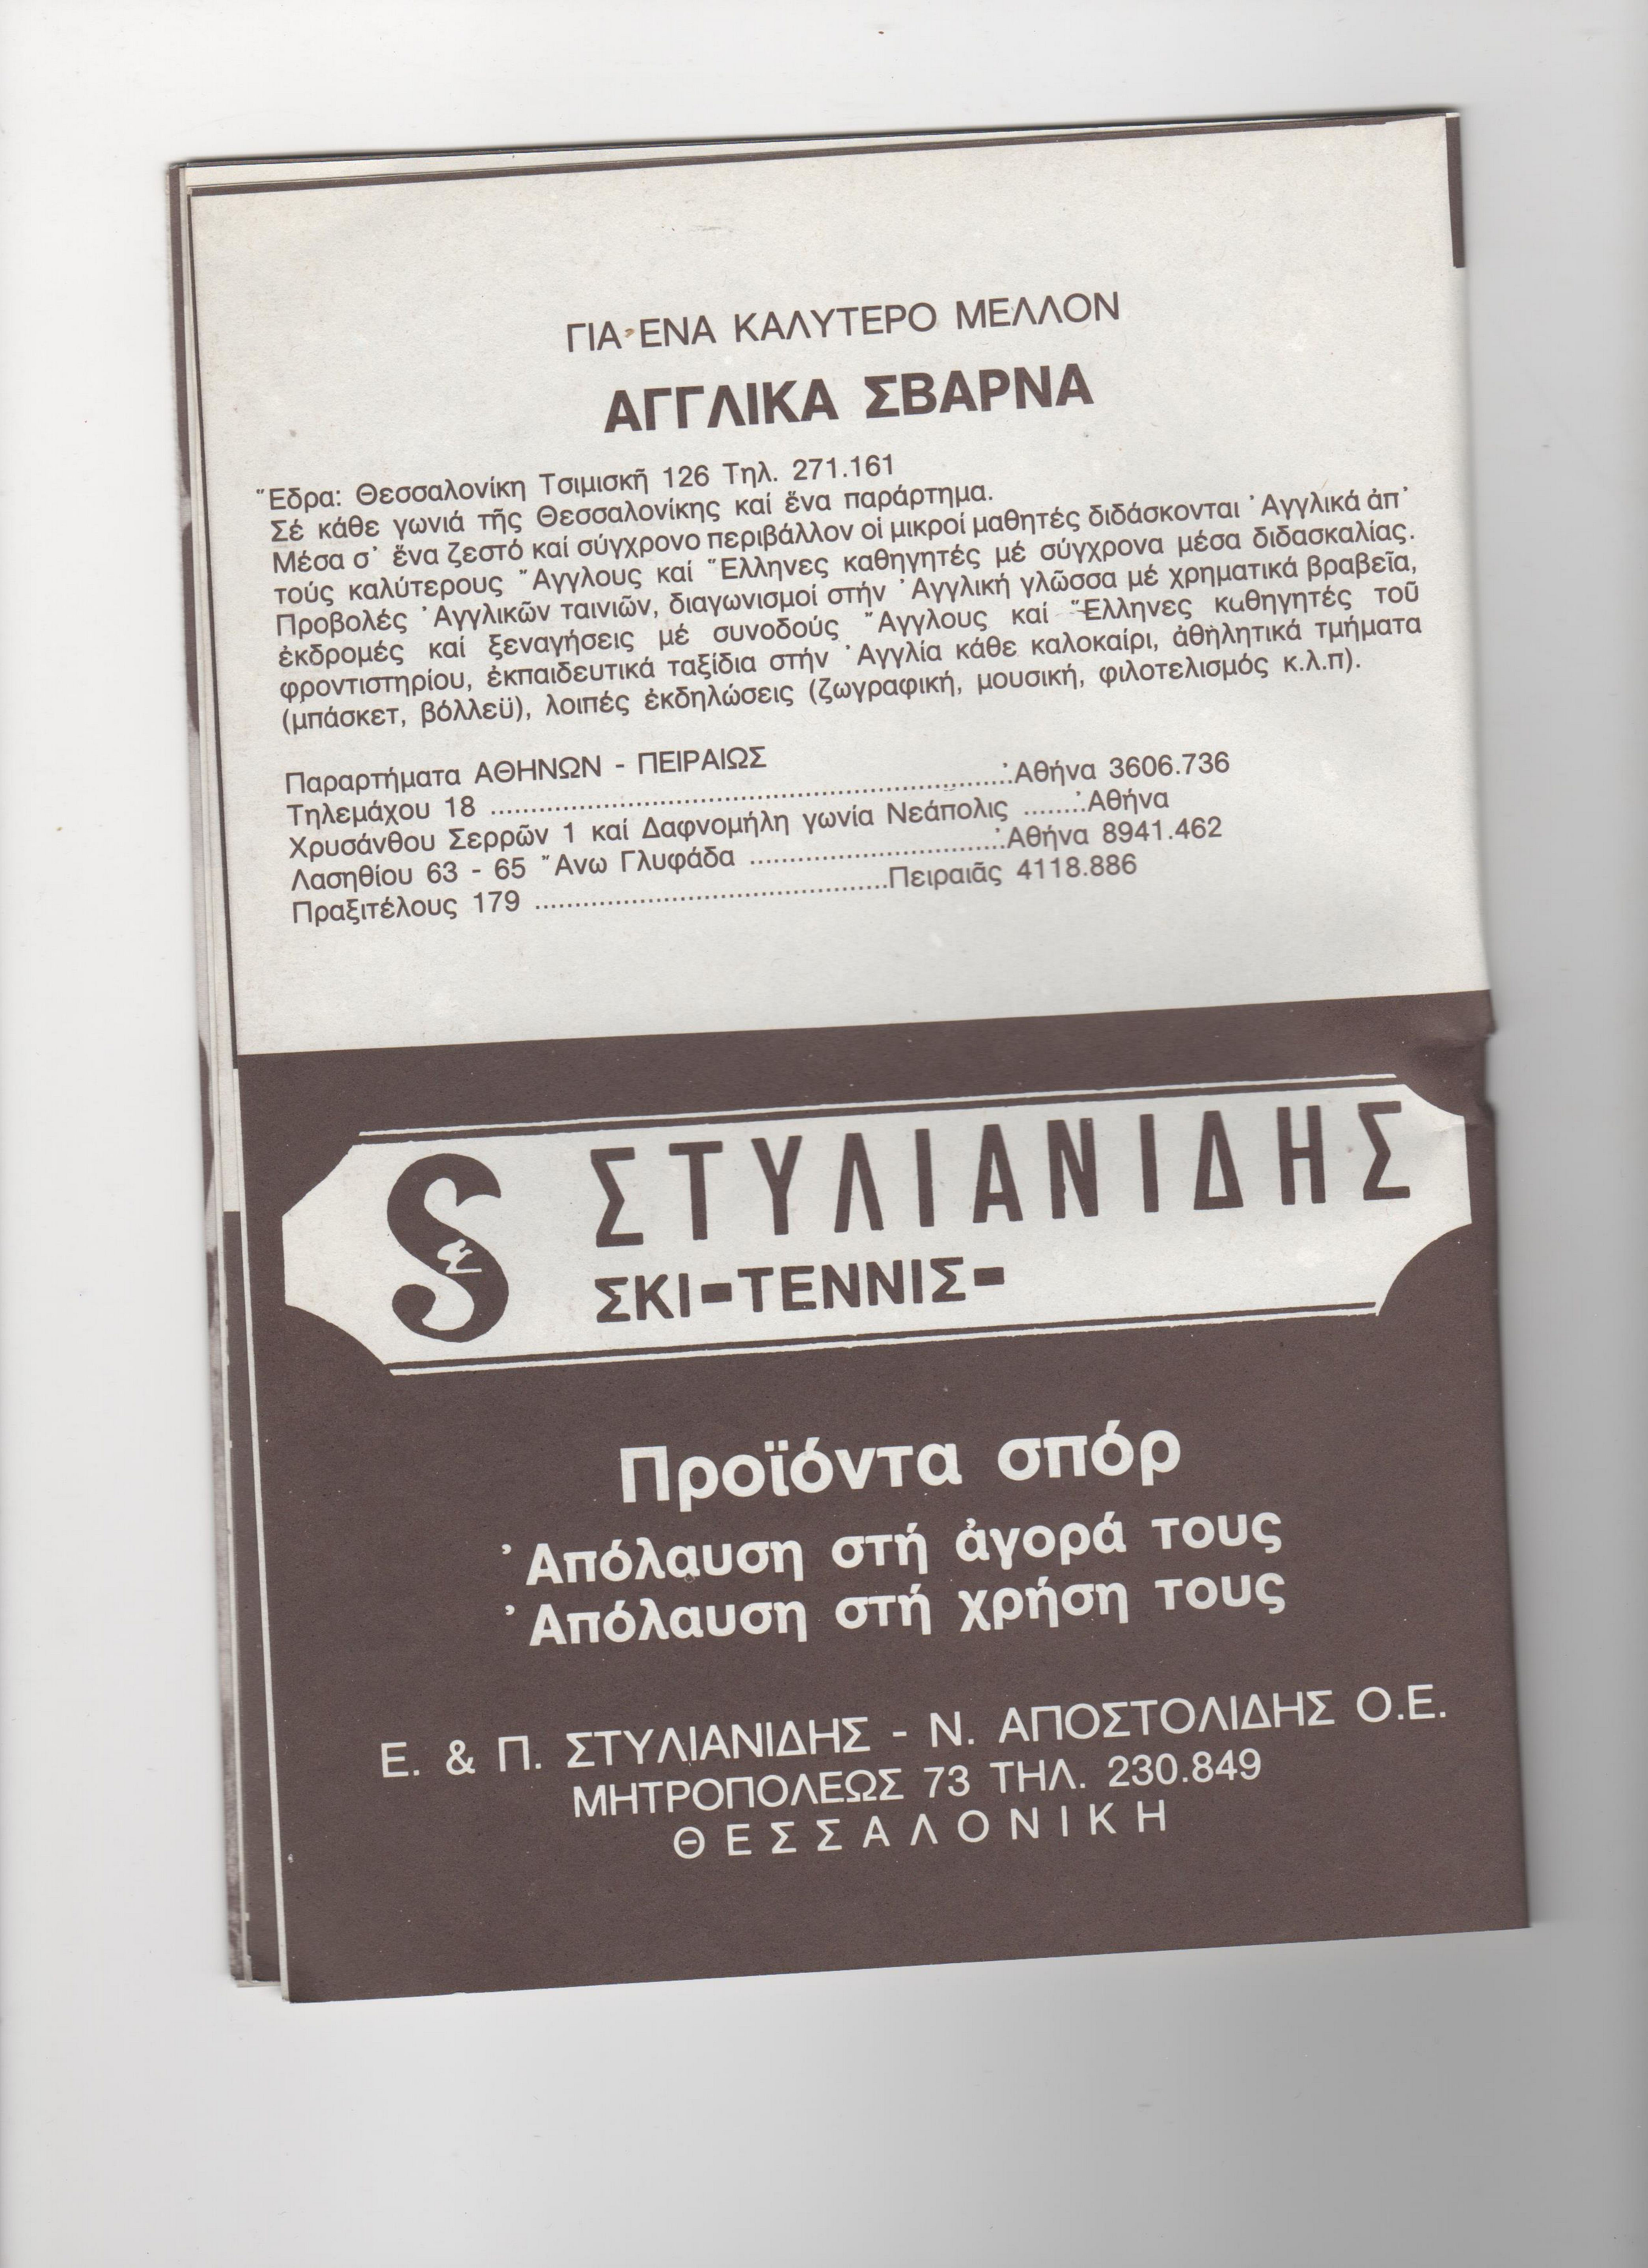 ΓΙΑ ΕΝΑ ΚΑΛΥΤΕΡΟ ΜΕΛΛΟΝ
ΑΓΓΛΙΚΑ ΣΒΑΡΝΑ
Ἕδρα: Θεσσαλονίκη Τσιμισκῆ 126 Τηλ. 271.161
Σέ κάθε γωνιά τῆς Θεσσαλονίκης καί ἕνα παράρτημα.
Μέσα σ᾽ ἕνα ζεστό καί σύγχρονο περιβάλλον οἱ μικροί μαθητές διδάσκονται Ἀγγλικά ἀπ᾽
τούς καλύτερους Ἄγγλους καί Ἕλληνες καθηγητές μέ σύγχρονα μέσα διδασκαλίας.
Προβολές Ἀγγλικῶν ταινιῶν, διαγωνισμοί στήν Ἀγγλική γλῶσσα μέ χρηματικά βραβεῖα,
ἐκδρομές καί ξεναγήσεις μέ συνοδούς Ἄγγλους καί Ἕλληνες καθηγητές τοῦ
φροντιστηρίου, ἐκπαιδευτικά ταξίδια στήν Ἀγγλία κάθε καλοκαίρι, ἀθλητικά τμήματα
(μπάσκετ, βόλλεϋ), λοιπές ἐκδηλώσεις (ζωγραφική, μουσική, φιλοτελισμός κ.λ.π).
Παραρτήματα ΑΘΗΝΩΝ - ΠΕΙΡΑΙΩΣ
Τηλεμάχου 18 ........................................................ Ἀθήνα 3606.736
Χρυσάνθου Σερρῶν 1 καί Δαφνομήλη γωνία Νεάπολις ........ Ἀθήνα
Λασηθίου 63 - 65 Ἄνω Γλυφάδα ................................ Ἀθήνα 8941.462
Πραξιτέλους 179 ............................................ Πειραιᾶς 4118.886
S ΣΤΥΛΙΑΝΙΔΗΣ
ΣΚΙ-ΤΕΝΝΙΣ-
Προϊόντα σπόρ
Ἀπόλαυση στή ἀγορά τους
Ἀπόλαυση στή χρήση τους
Ε. & Π. ΣΤΥΛΙΑΝΙΔΗΣ - Ν. ΑΠΟΣΤΟΛΙΔΗΣ Ο.Ε.
ΜΗΤΡΟΠΟΛΕΩΣ 73 ΤΗΛ. 230.849
ΘΕΣΣΑΛΟΝΙΚΗ